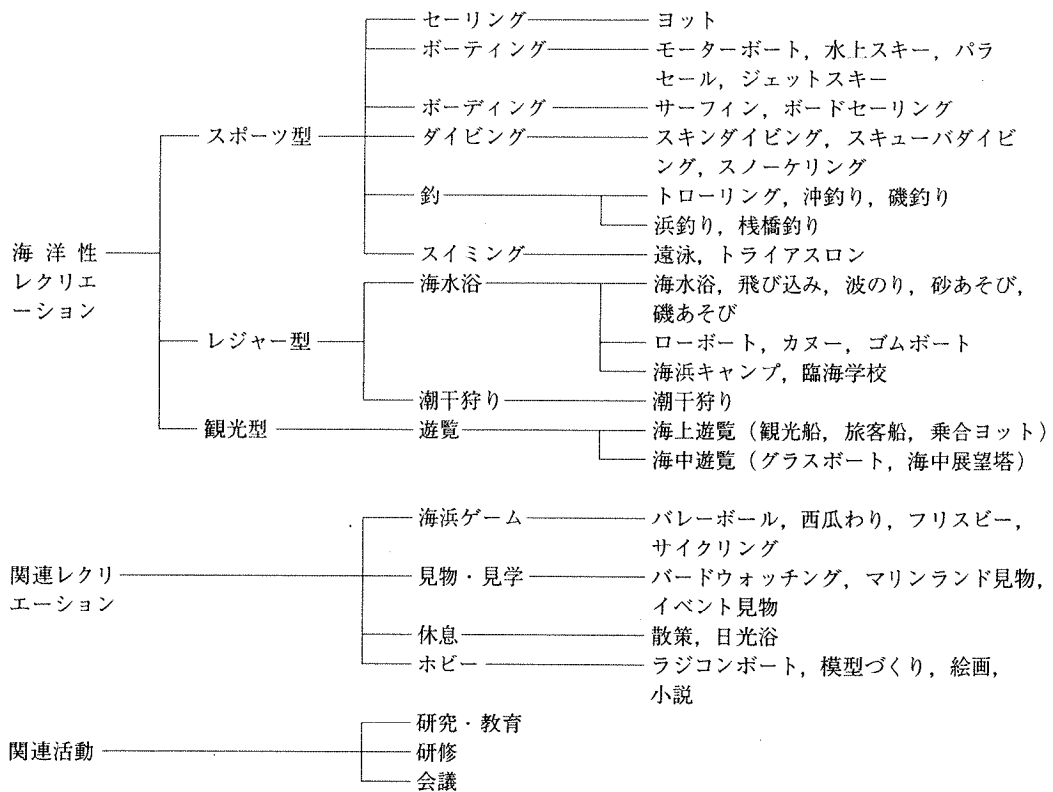 セーリング ヨット
ボーティング モーターボート，水上スキー，パラ
セール，ジェットスキー
ボーディング サーフィン，ボードセーリング
スポーツ型 ダイビング スキンダイビング，スキューバダイビ
ング，スノーケリング
釣 トローリング，沖釣り，磯釣り
浜釣り，桟橋釣り
海洋性 スイミング 遠泳，トライアスロン
レクリエ 海水浴 海水浴，飛び込み，波のり，砂あそび，
ーション 磯あそび
レジャー型 ローボート，カヌー，ゴムボート
海浜キャンプ，臨海学校
潮干狩り 潮干狩り
観光型 遊覧 海上遊覧（観光船，旅客船，乗合ヨット）
海中遊覧（グラスボート，海中展望塔）
海浜ゲーム バレーボール，西瓜わり，フリスビー，
サイクリング
関連レクリ 見物・見学 バードウォッチング，マリンランド見物，
エーション イベント見物
休息 散策，日光浴
ホビー ラジコンボート，模型づくり，絵画，
小説
研究・教育
関連活動 研修
会議